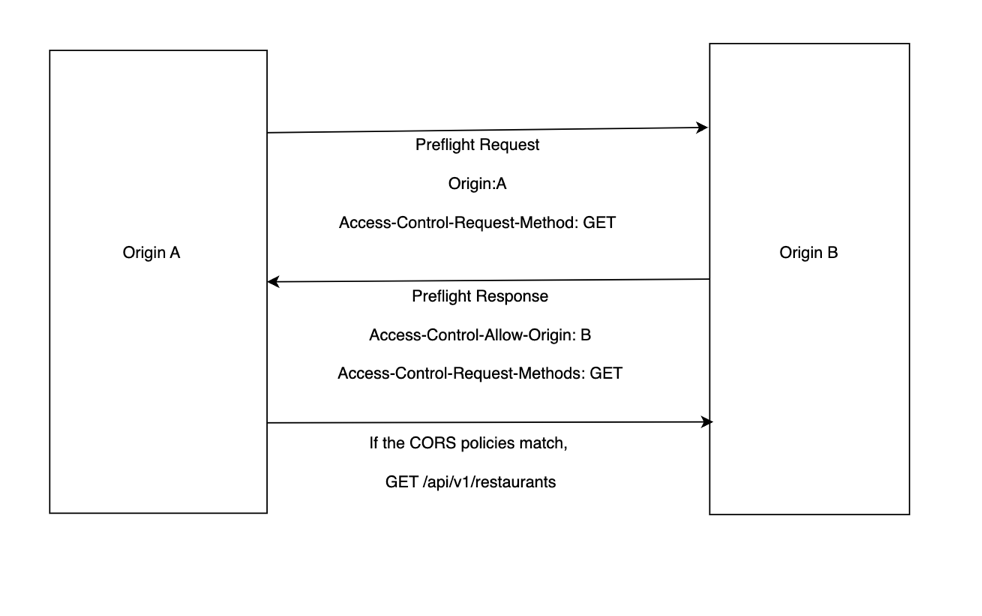 Origin A
Preflight Request
Origin:A
Access-Control-Request-Method: GET
Preflight Response
Access-Control-Allow-Origin: B
Access-Control-Request-Methods: GET
If the CORS policies match,
GET /api/v1/restaurants
Origin B